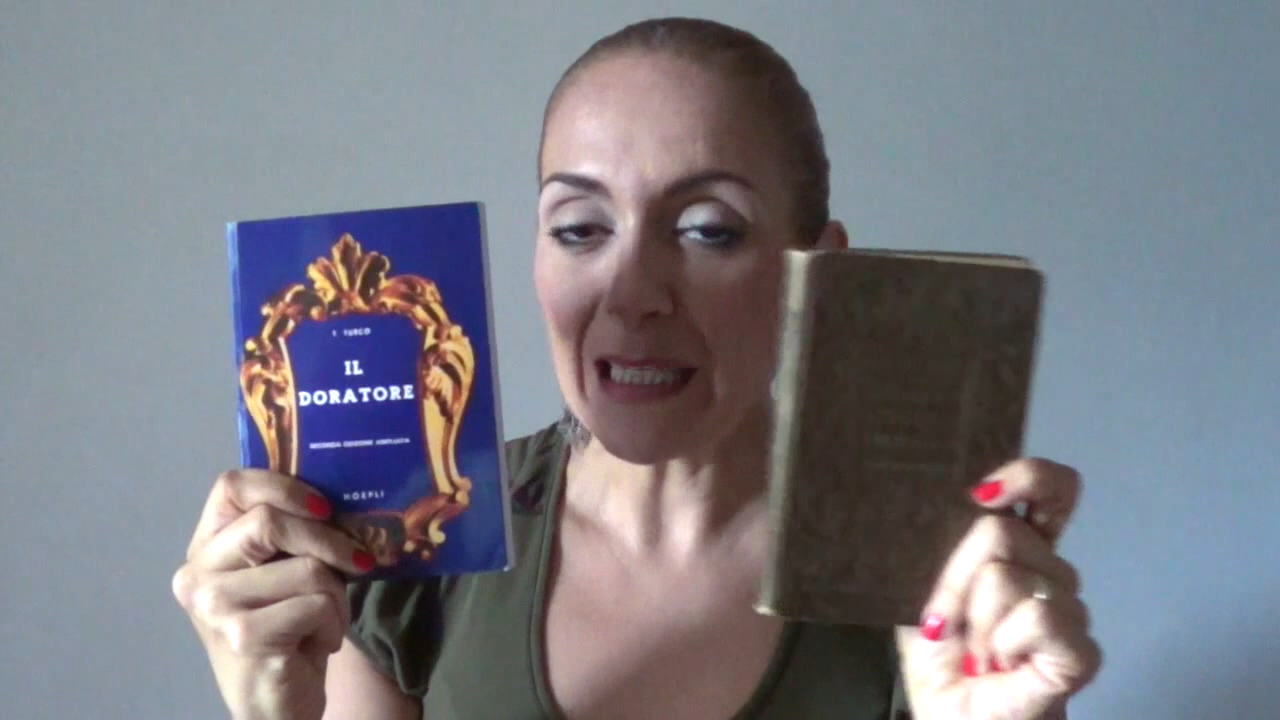 T. TURCO
IL
DORATORE
SECONDA EDIZIONE AMPLIATA
HOEPLI